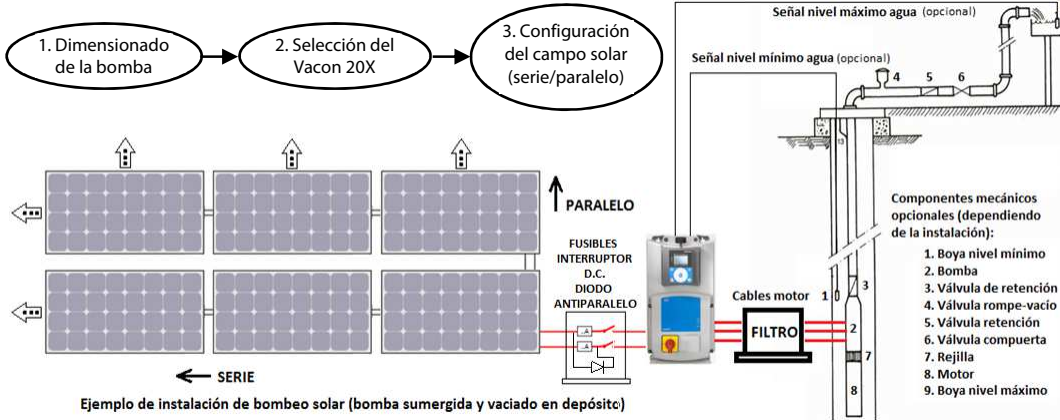 1. Dimensionado
de la bomba
2. Selección del
Vacon 20X
3. Configuración
del campo solar
(serie/paralelo)
Señal nivel máximo agua (opcional)
Señal nivel mínimo agua (opcional)
4 5 6
13
PARALELO
FUSIBLES
INTERRUPTOR
D.C.
DIODO
ANTIPARALELO
Cables motor
FILTRO
1
3
2
7
8
Componentes mecánicos
opcionales (dependiendo
de la instalación):
1. Boya nivel mínimo
2. Bomba
3. Válvula de retención
4. Válvula rompe-vacío
5. Válvula retención
6. Válvula compuerta
7. Rejilla
8. Motor
9. Boya nivel máximo
SERIE
Ejemplo de instalación de bombeo solar (bomba sumergida y vaciado en depósito)